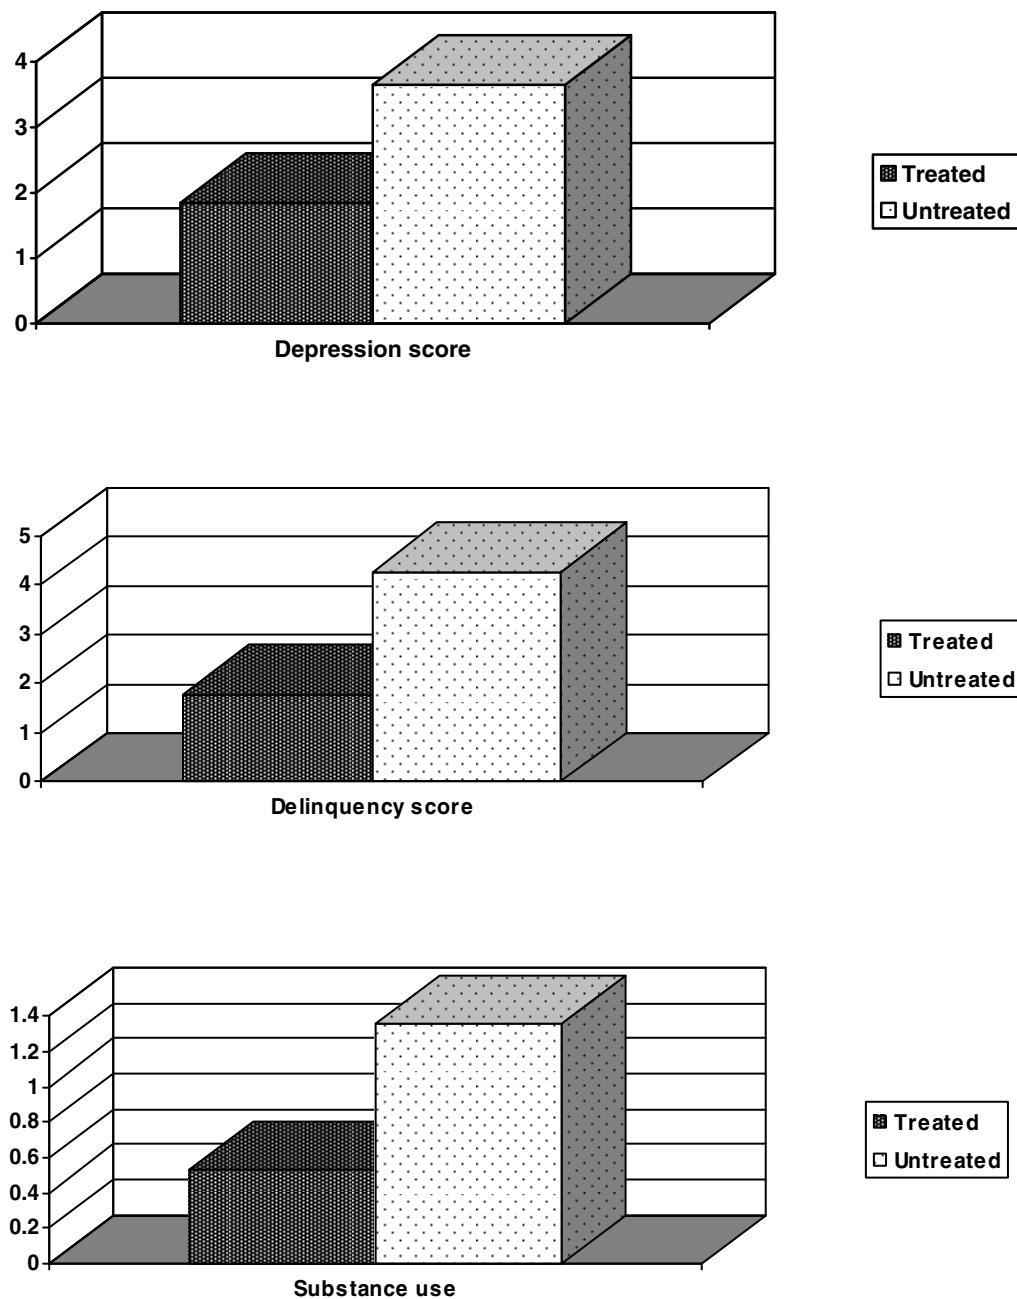 4
3
2
1
0
Depression score
Treated
Untreated
5
4
3
2
1
0
Delinquency score
Treated
Untreated
1.4
1.2
1
0.8
0.6
0.4
0.2
0
Substance use
Treated
Untreated